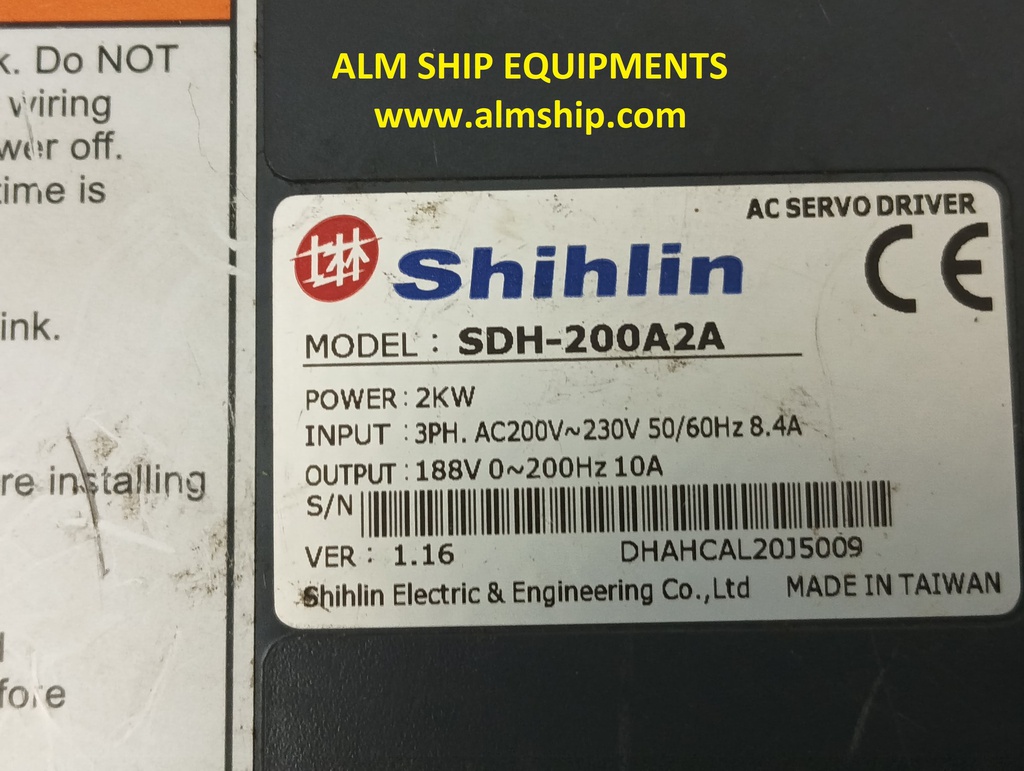 k. Do NOT
wiring
wer off.
time is
ink.
re installing
fore
ALM SHIP EQUIPMENTS
www.almship.com
AC SERVO DRIVER
士林
Shihlin
CE
MODEL : SDH-200A2A
POWER : 2KW
INPUT : 3PH. AC200V~230V 50/60Hz 8.4A
OUTPUT : 188V 0~200Hz 10A
S/N
VER : 1.16 DHAHCAL20J5009
Shihlin Electric & Engineering Co.,Ltd MADE IN TAIWAN